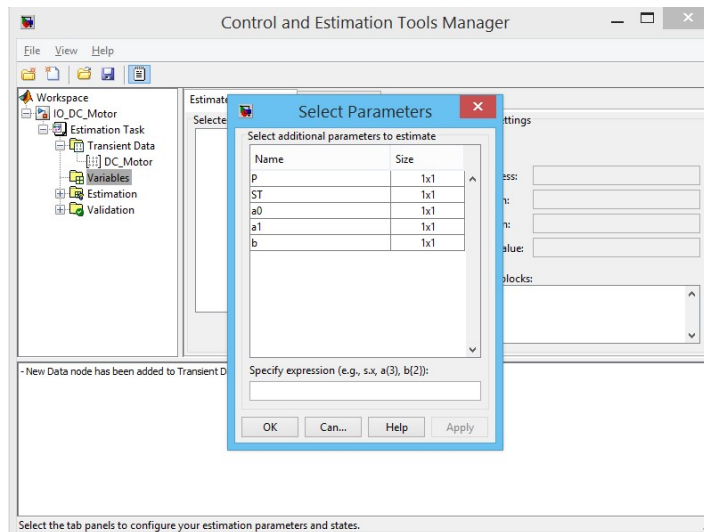 Control and Estimation Tools Manager
File View Help
Workspace
IO_DC_Motor
Estimation Task
Transient Data
DC_Motor
Variables
Estimation
Validation
Estimat
Selecte
ttings
ess:
n:
n:
alue:
blocks:
Select Parameters
Select additional parameters to estimate
Name Size
P 1x1
ST 1x1
a0 1x1
a1 1x1
b 1x1
Specify expression (e.g., s.x, a(3), b{2}):
OK Can... Help Apply
- New Data node has been added to Transient D
Select the tab panels to configure your estimation parameters and states.